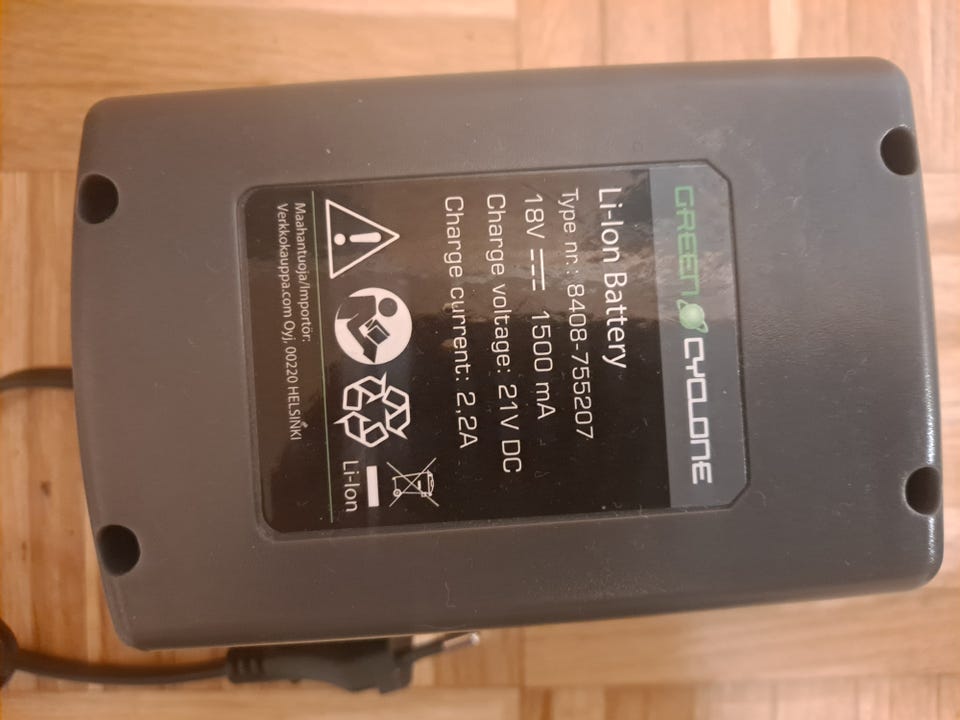 GREEN CYCLONE
Li-Ion Battery
Type nr.: 8408-755207
18V 1500 mA
Charge voltage: 21V DC
Charge current: 2,2A
Li-Ion
Maahantuoja/Importör:
Verkkokauppa.com Oyj, 00220 HELSINKI